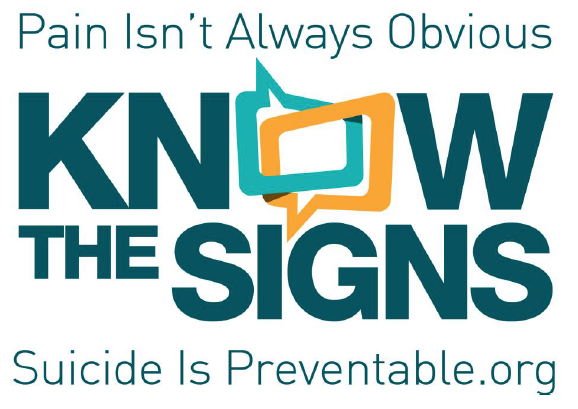 Pain Isn't Always Obvious
KNOW
THE SIGNS
Suicide Is Preventable.org